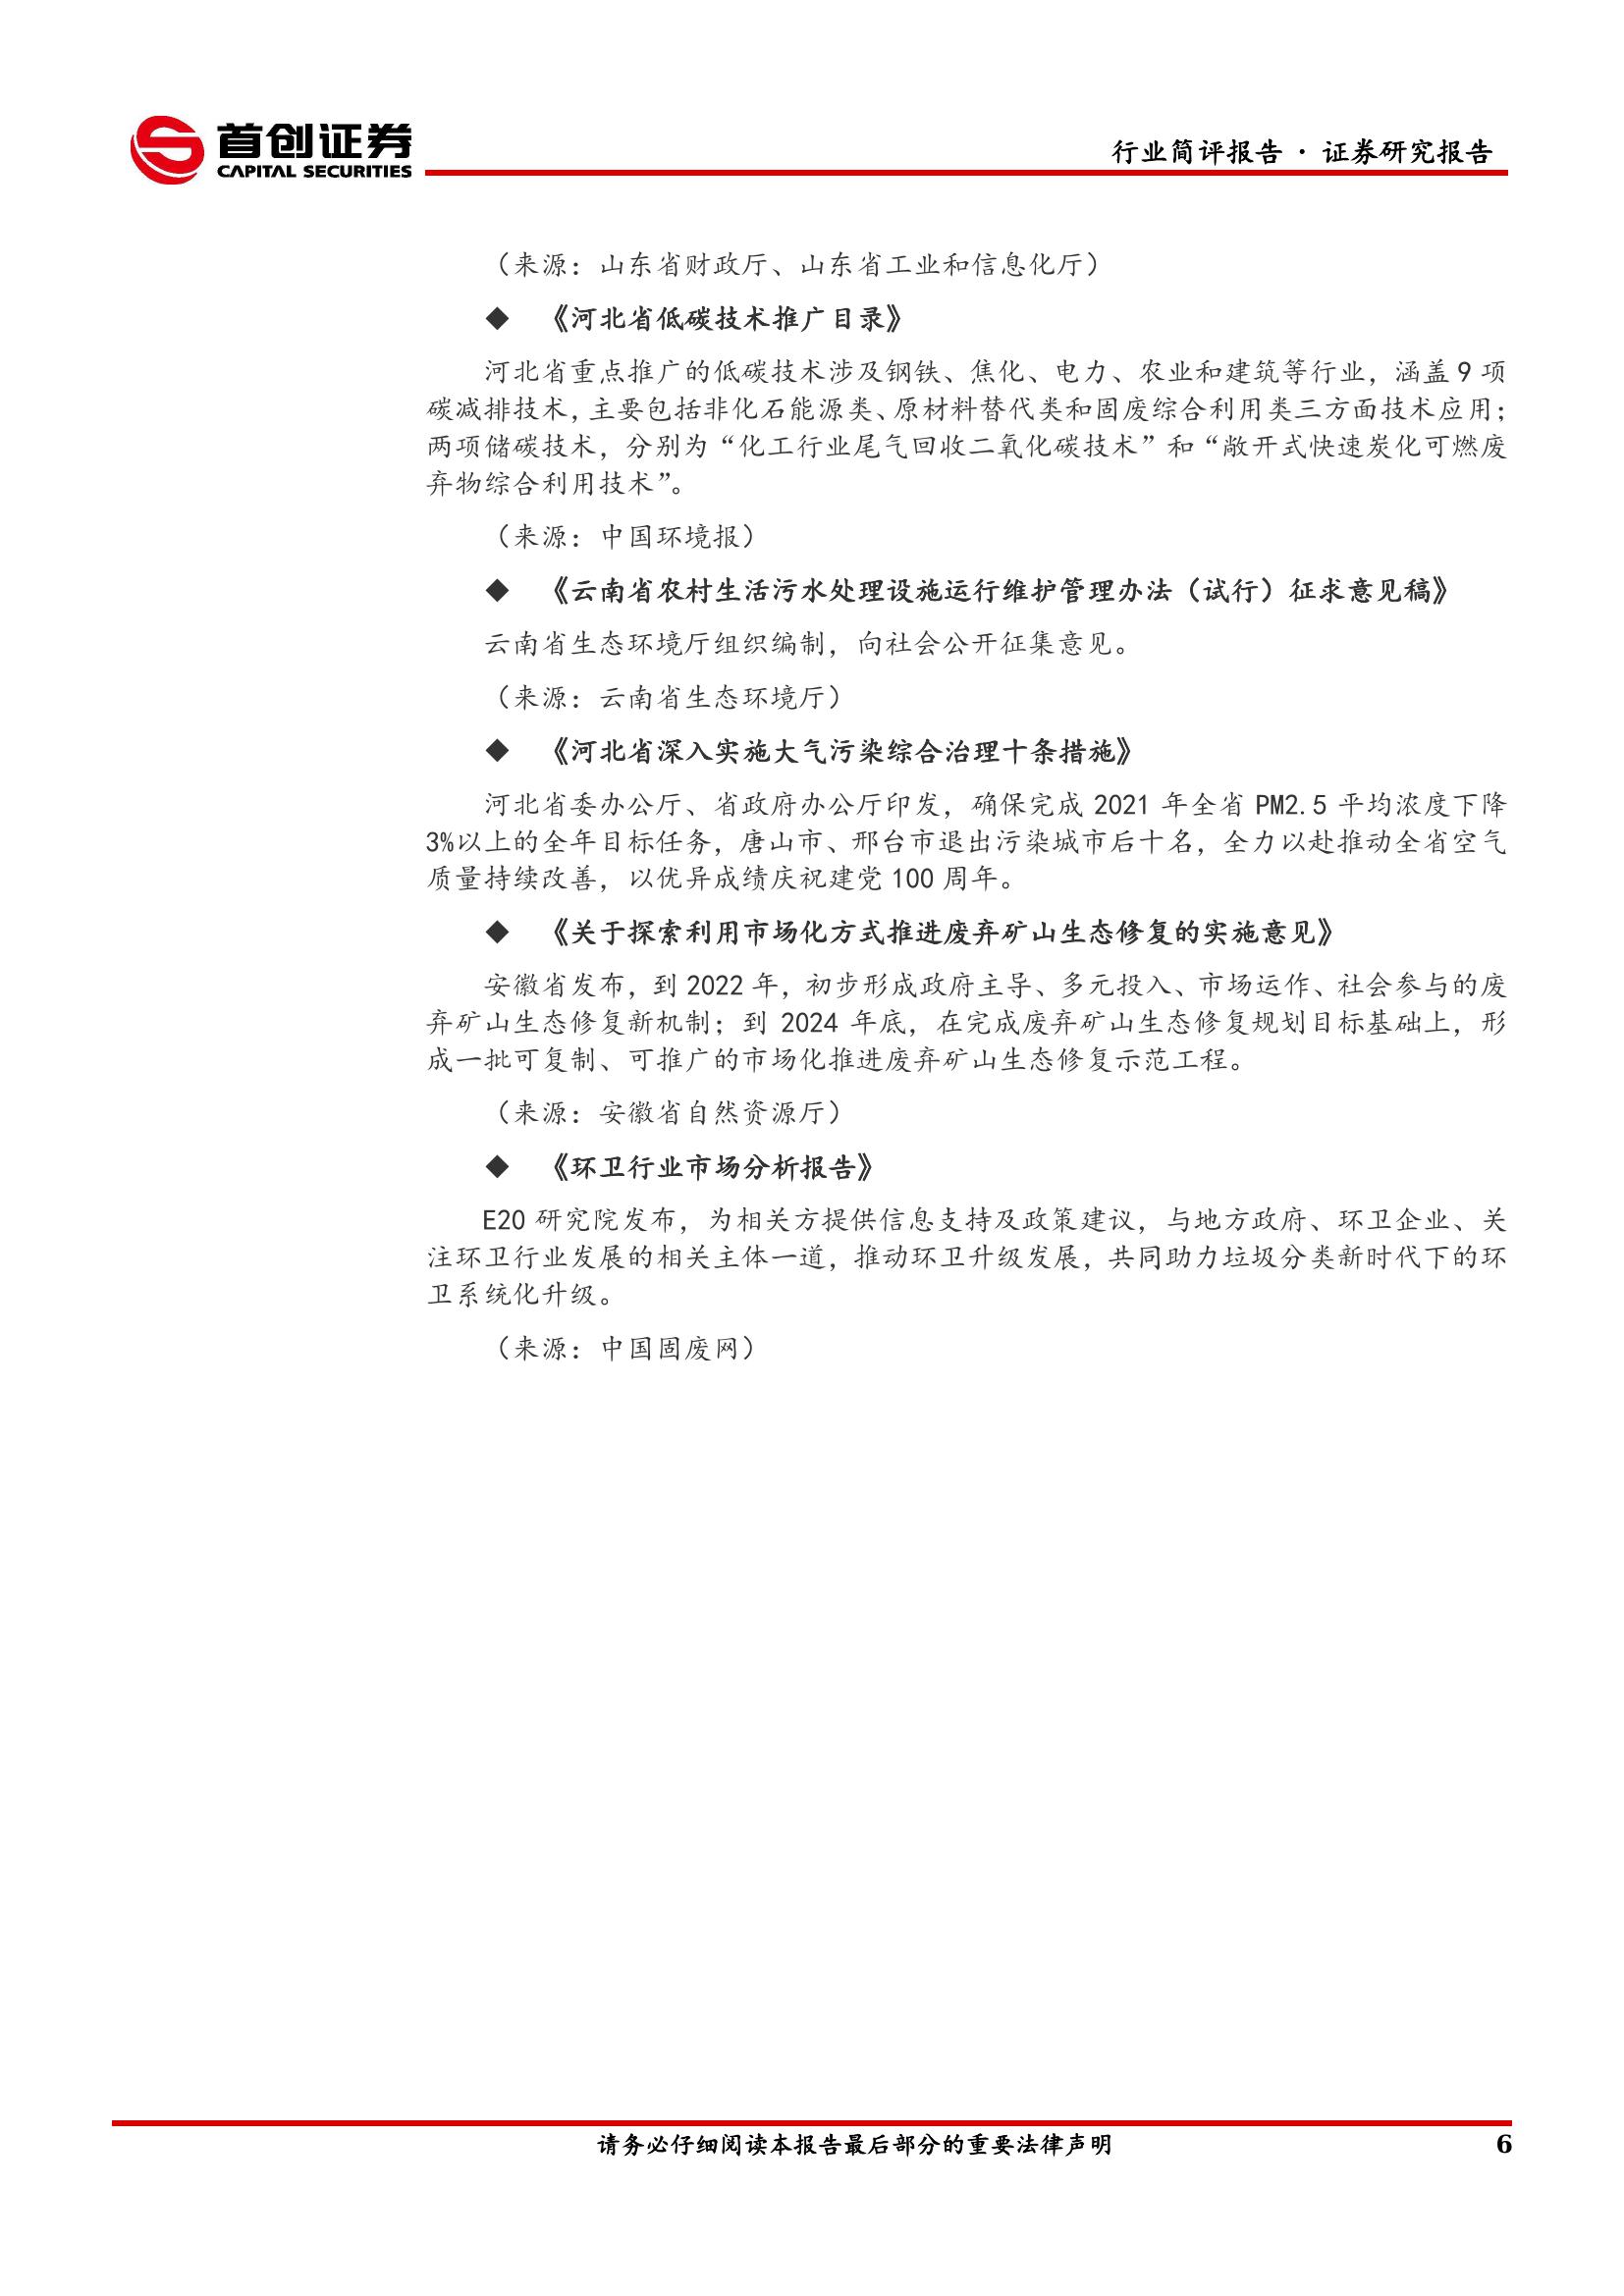 首创证券
CAPITAL SECURITIES
行业简评报告 · 证券研究报告
（来源：山东省财政厅、山东省工业和信息化厅）
◆ 《河北省低碳技术推广目录》
河北省重点推广的低碳技术涉及钢铁、焦化、电力、农业和建筑等行业，涵盖 9 项
碳减排技术，主要包括非化石能源类、原材料替代类和固废综合利用类三方面技术应用；
两项储碳技术，分别为“化工行业尾气回收二氧化碳技术”和“敞开式快速炭化可燃废
弃物综合利用技术”。
（来源：中国环境报）
◆ 《云南省农村生活污水处理设施运行维护管理办法（试行）征求意见稿》
云南省生态环境厅组织编制，向社会公开征集意见。
（来源：云南省生态环境厅）
◆ 《河北省深入实施大气污染综合治理十条措施》
河北省委办公厅、省政府办公厅印发，确保完成 2021 年全省 PM2.5 平均浓度下降
3%以上的全年目标任务，唐山市、邢台市退出污染城市后十名，全力以赴推动全省空气
质量持续改善，以优异成绩庆祝建党 100 周年。
◆ 《关于探索利用市场化方式推进废弃矿山生态修复的实施意见》
安徽省发布，到 2022 年，初步形成政府主导、多元投入、市场运作、社会参与的废
弃矿山生态修复新机制；到 2024 年底，在完成废弃矿山生态修复规划目标基础上，形
成一批可复制、可推广的市场化推进废弃矿山生态修复示范工程。
（来源：安徽省自然资源厅）
◆ 《环卫行业市场分析报告》
E20 研究院发布，为相关方提供信息支持及政策建议，与地方政府、环卫企业、关
注环卫行业发展的相关主体一道，推动环卫升级发展，共同助力垃圾分类新时代下的环
卫系统化升级。
（来源：中国固废网）
请务必仔细阅读本报告最后部分的重要法律声明
6